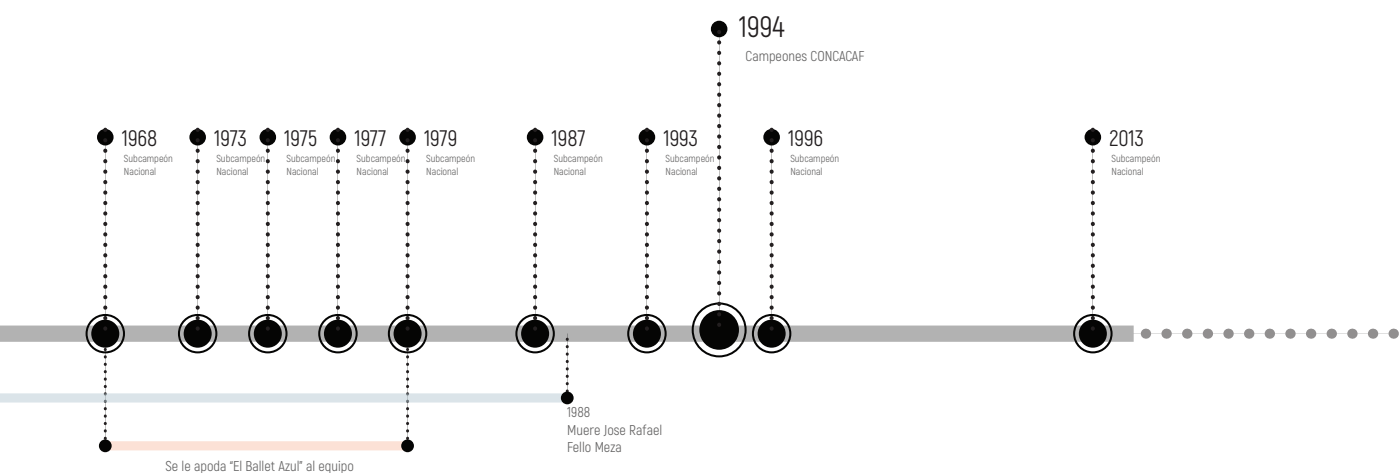 1994
Campeones CONCACAF
1968
Subcampeón
Nacional
1973
Subcampeón
Nacional
1975
Subcampeón
Nacional
1977
Subcampeón
Nacional
1979
Subcampeón
Nacional
1987
Subcampeón
Nacional
1993
Subcampeón
Nacional
1996
Subcampeón
Nacional
2013
Subcampeón
Nacional
1988
Muere Jose Rafael
Fello Meza
Se le apoda “El Ballet Azul” al equipo